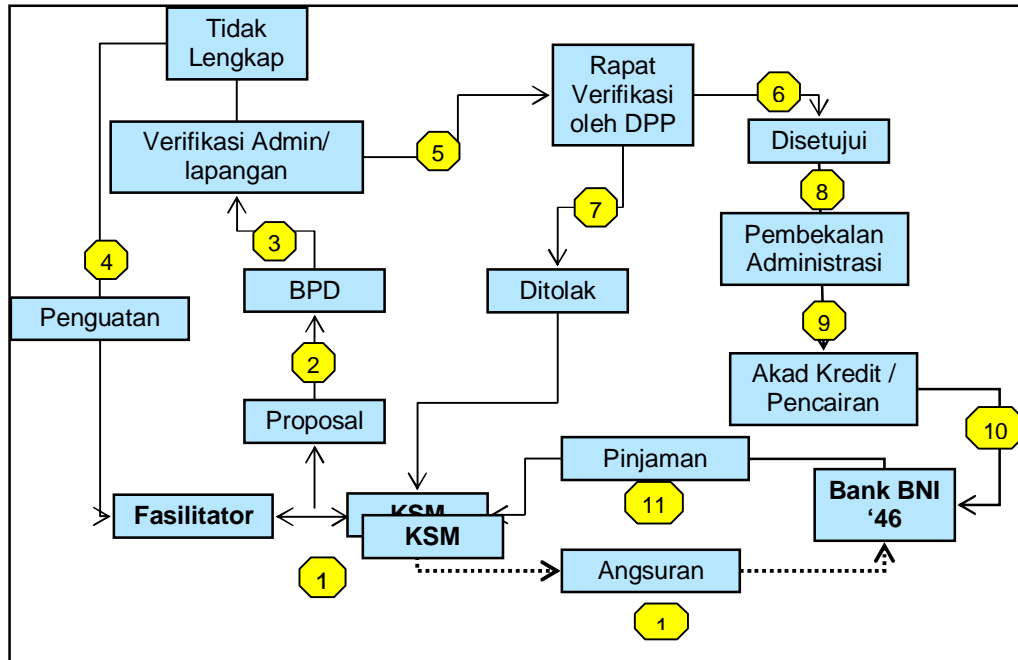 Tidak
Lengkap
Rapat
Verifikasi
oleh DPP
6
Verifikasi Admin/
lapangan
5
Disetujui
8
7
3
4
Pembekalan
Administrasi
BPD
Ditolak
Penguatan
9
2
Akad Kredit /
Pencairan
Proposal
10
Pinjaman
11
Bank BNI
‘46
Fasilitator
KSM
KSM
1
Angsuran
1